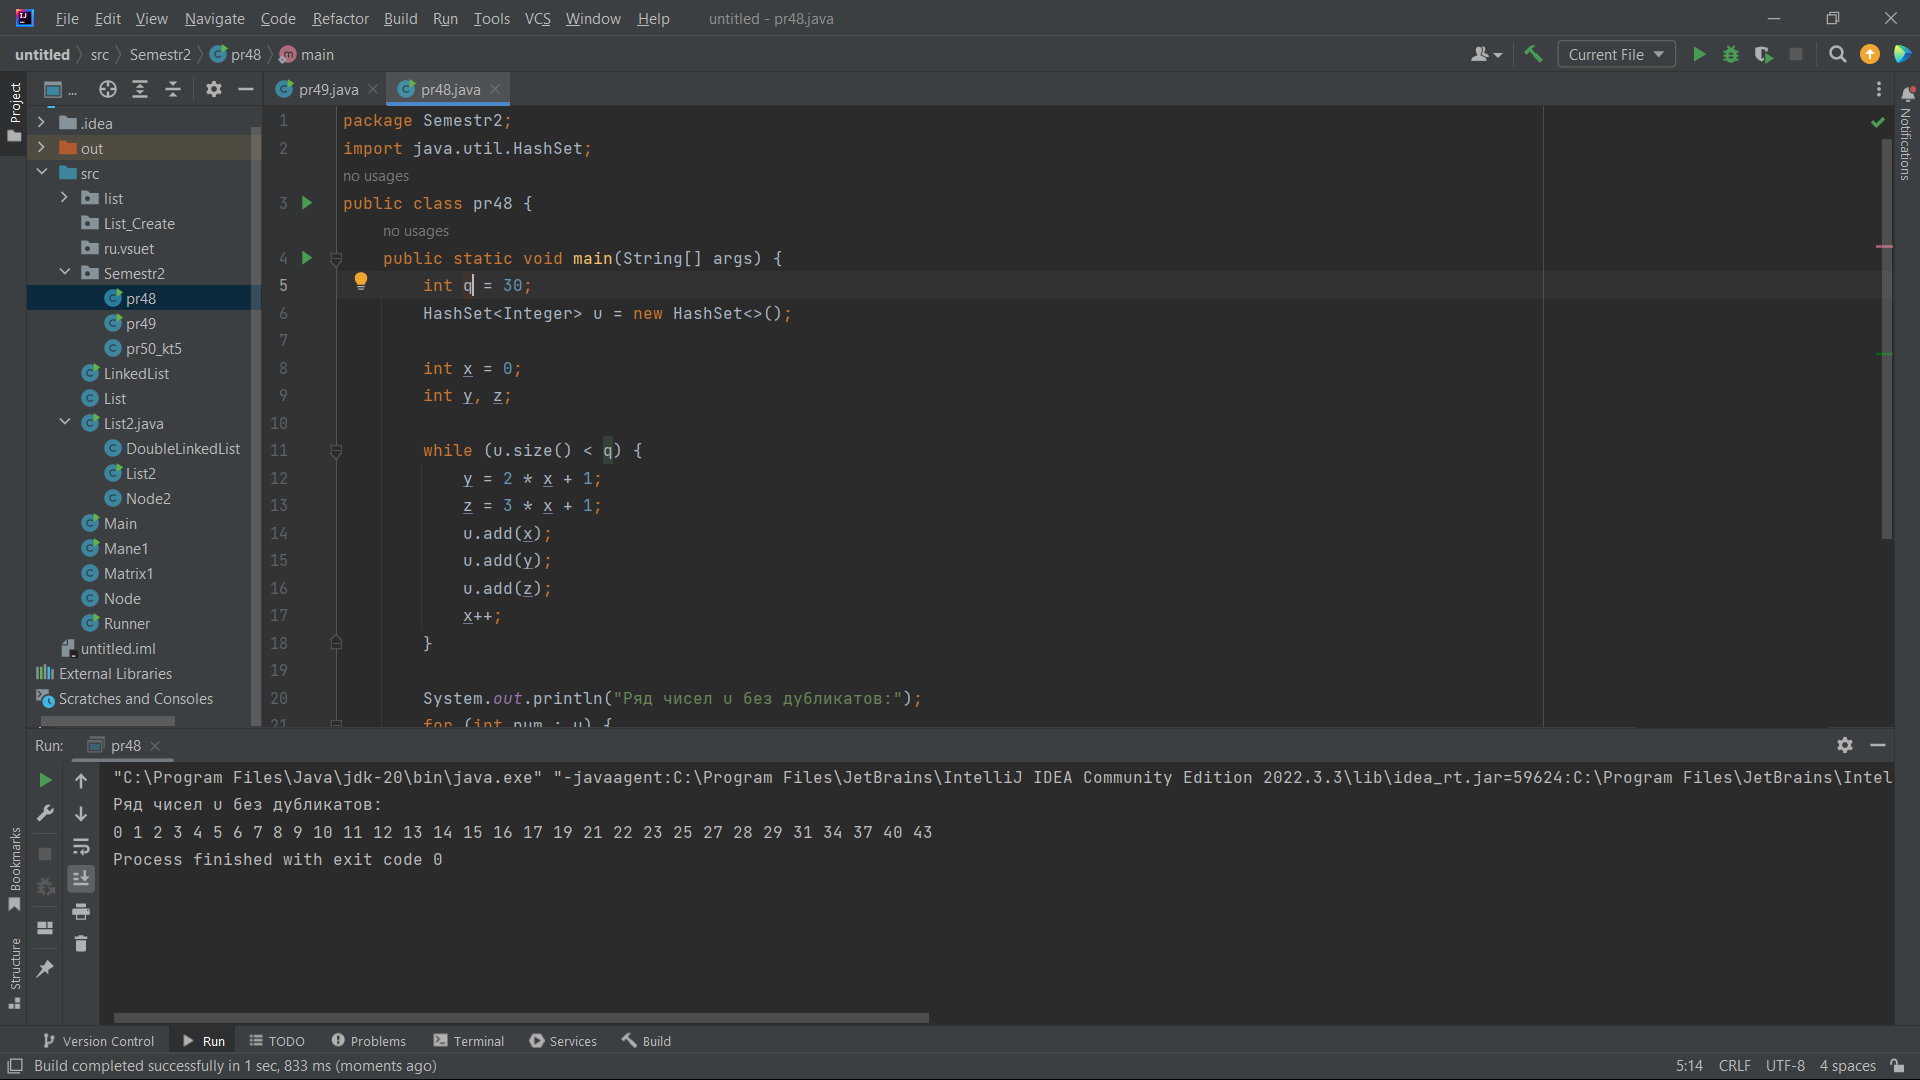 File Edit View Navigate Code Refactor Build Run Tools VCS Window Help untitled - pr48.java
untitled src Semestr2 pr48 main Current File
Project
... pr49.java pr48.java
.idea
out
src
list
List_Create
ru.vsuet
Semestr2
pr48
pr49
pr50_kt5
LinkedList
List
List2.java
DoubleLinkedList
List2
Node2
Main
Mane1
Matrix1
Node
Runner
untitled.iml
External Libraries
Scratches and Consoles
1 package Semestr2;
2 import java.util.HashSet;
no usages
3 public class pr48 {
no usages
4 public static void main(String[] args) {
5 int q = 30;
6 HashSet<Integer> u = new HashSet<>();
7
8 int x = 0;
9 int y, z;
10
11 while (u.size() < q) {
12 y = 2 * x + 1;
13 z = 3 * x + 1;
14 u.add(x);
15 u.add(y);
16 u.add(z);
17 x++;
18 }
19
20 System.out.println("Ряд чисел u без дубликатов:");
21 for (int num : u) {
Notifications
Run: pr48
"C:\Program Files\Java\jdk-20\bin\java.exe" "-javaagent:C:\Program Files\JetBrains\IntelliJ IDEA Community Edition 2022.3.3\lib\idea_rt.jar=59624:C:\Program Files\JetBrains\Intel
Ряд чисел u без дубликатов:
0 1 2 3 4 5 6 7 8 9 10 11 12 13 14 15 16 17 19 21 22 23 25 27 28 29 31 34 37 40 43
Process finished with exit code 0
Bookmarks
Structure
Version Control Run TODO Problems Terminal Services Build
Build completed successfully in 1 sec, 833 ms (moments ago) 5:14 CRLF UTF-8 4 spaces